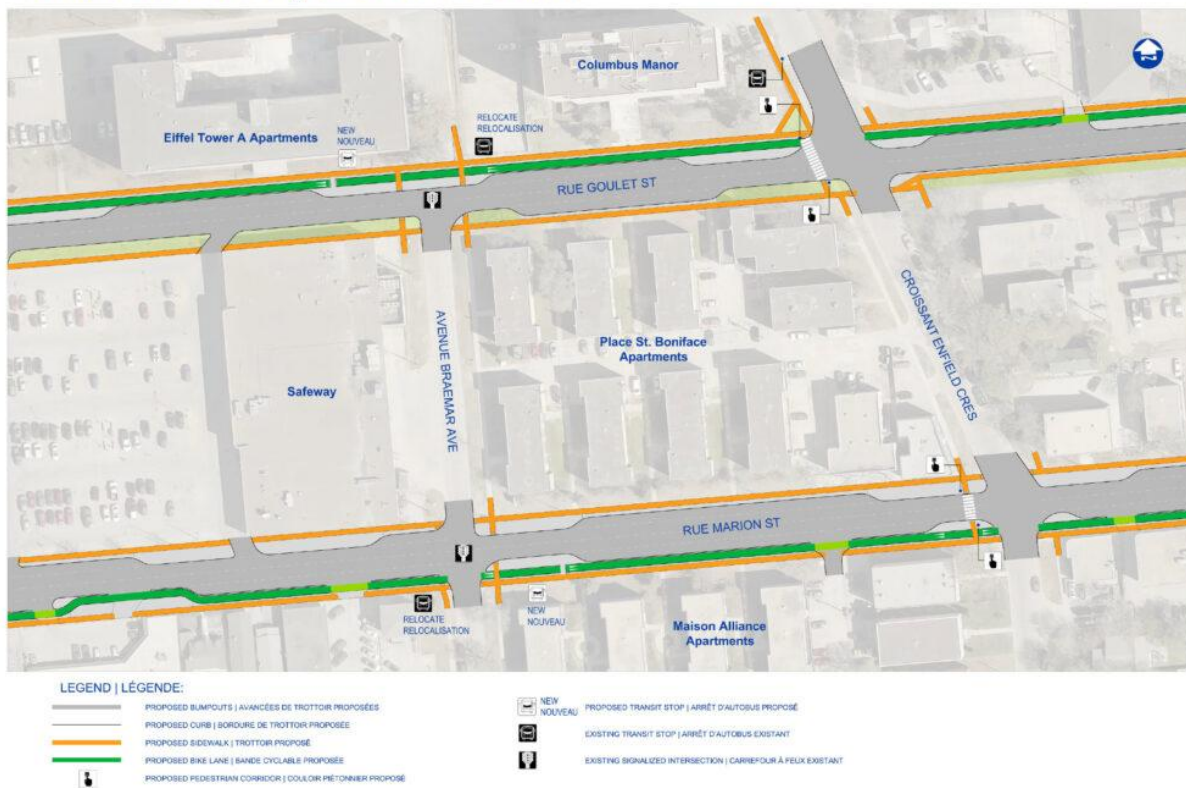 Columbus Manor
Eiffel Tower A Apartments
NEW
NOUVEAU
RELOCATE
RELOCALISATION
RUE GOULET ST
AVENUE BRAEMAR AVE
CROISSANT ENFIELD CRES
Place St. Boniface
Apartments
Safeway
RUE MARION ST
RELOCATE
RELOCALISATION
NEW
NOUVEAU
Maison Alliance
Apartments
LEGEND | LÉGENDE:
PROPOSED BUMPOUTS | AVANCÉES DE TROTTOIR PROPOSÉES
PROPOSED CURB | BORDURE DE TROTTOIR PROPOSÉE
PROPOSED SIDEWALK | TROTTOIR PROPOSÉ
PROPOSED BIKE LANE | BANDE CYCLABLE PROPOSÉE
PROPOSED PEDESTRIAN CORRIDOR | COULOIR PIÉTONNIER PROPOSÉ
NEW
NOUVEAU PROPOSED TRANSIT STOP | ARRÊT D'AUTOBUS PROPOSÉ
EXISTING TRANSIT STOP | ARRÊT D'AUTOBUS EXISTANT
EXISTING SIGNALIZED INTERSECTION | CARREFOUR À FEUX EXISTANT